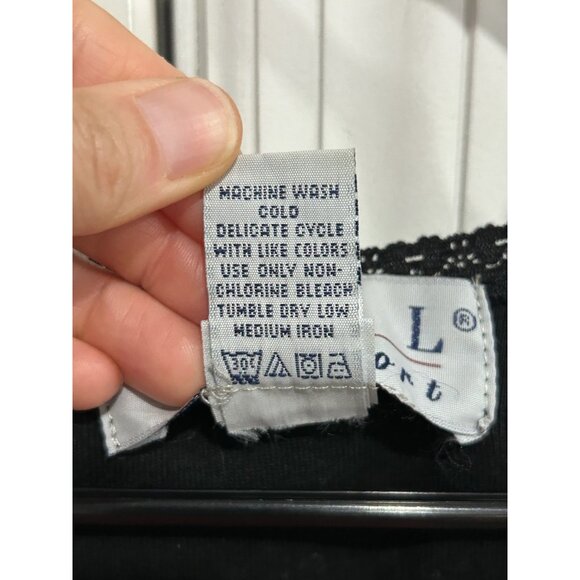 MACHINE WASH
COLD
DELICATE CYCLE
WITH LIKE COLORS
USE ONLY NON-
CHLORINE BLEACH
TUMBLE DRY LOW
MEDIUM IRON
30
L®
ort